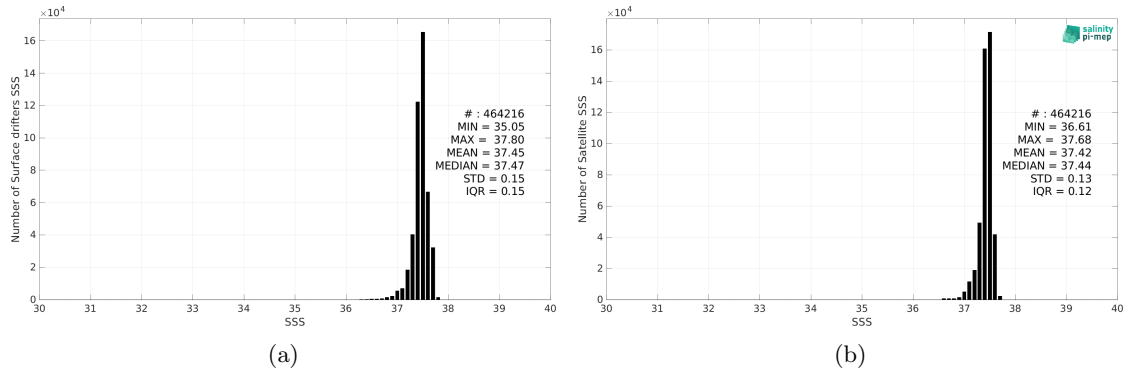 ×10⁴
16
14
12
10
8
6
4
2
0
Number of Surface drifters SSS
# : 464216
MIN = 35.05
MAX = 37.80
MEAN = 37.45
MEDIAN = 37.47
STD = 0.15
IQR = 0.15
30 31 32 33 34 35 36 37 38 39 40
SSS
(a)
×10⁴
salinity
pi-mep
16
14
12
10
8
6
4
2
0
Number of Satellite SSS
# : 464216
MIN = 36.61
MAX = 37.68
MEAN = 37.42
MEDIAN = 37.44
STD = 0.13
IQR = 0.12
30 31 32 33 34 35 36 37 38 39 40
SSS
(b)